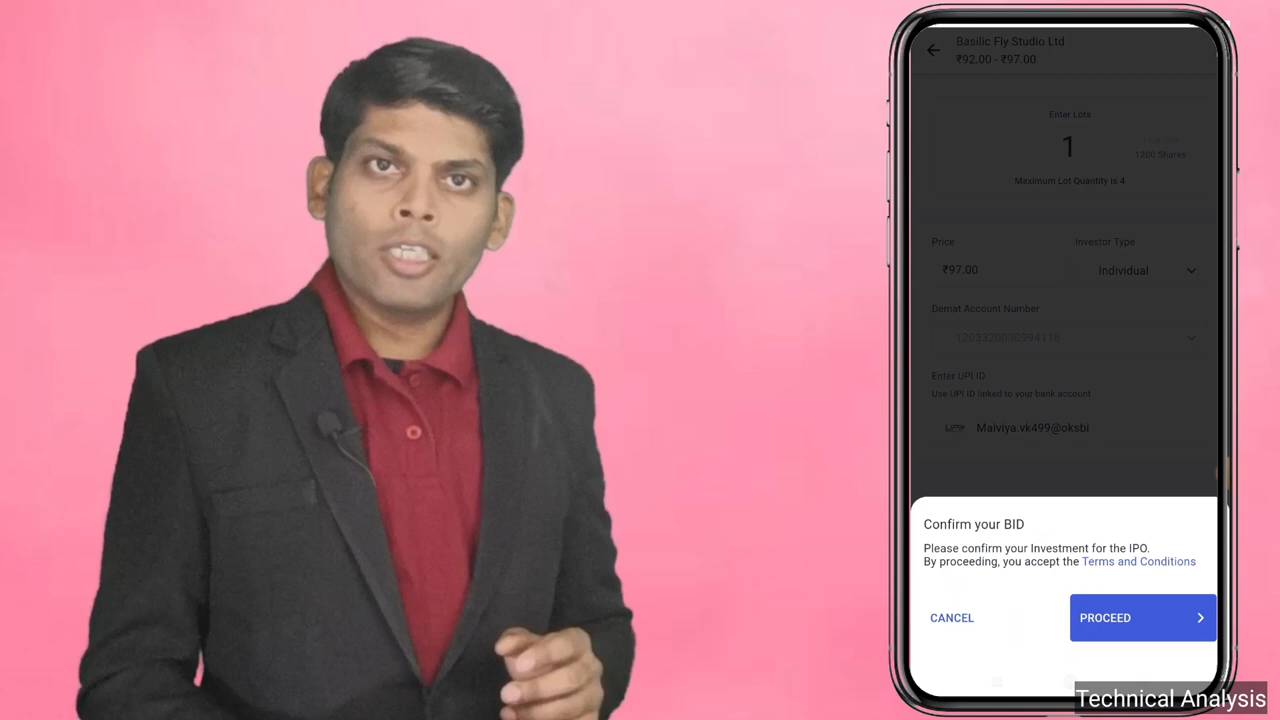 Basilic Fly Studio Ltd
₹92.00 - ₹97.00
Enter Lots
1
1200 Shares
Maximum Lot Quantity is 4
Price
Investor Type
₹97.00
Individual
Demat Account Number
Enter UPI ID
Use UPI ID linked to your bank account
Malviya.vk499@oksbi
Confirm your BID
Please confirm your Investment for the IPO.
By proceeding, you accept the Terms and Conditions
CANCEL
PROCEED
Technical Analysis